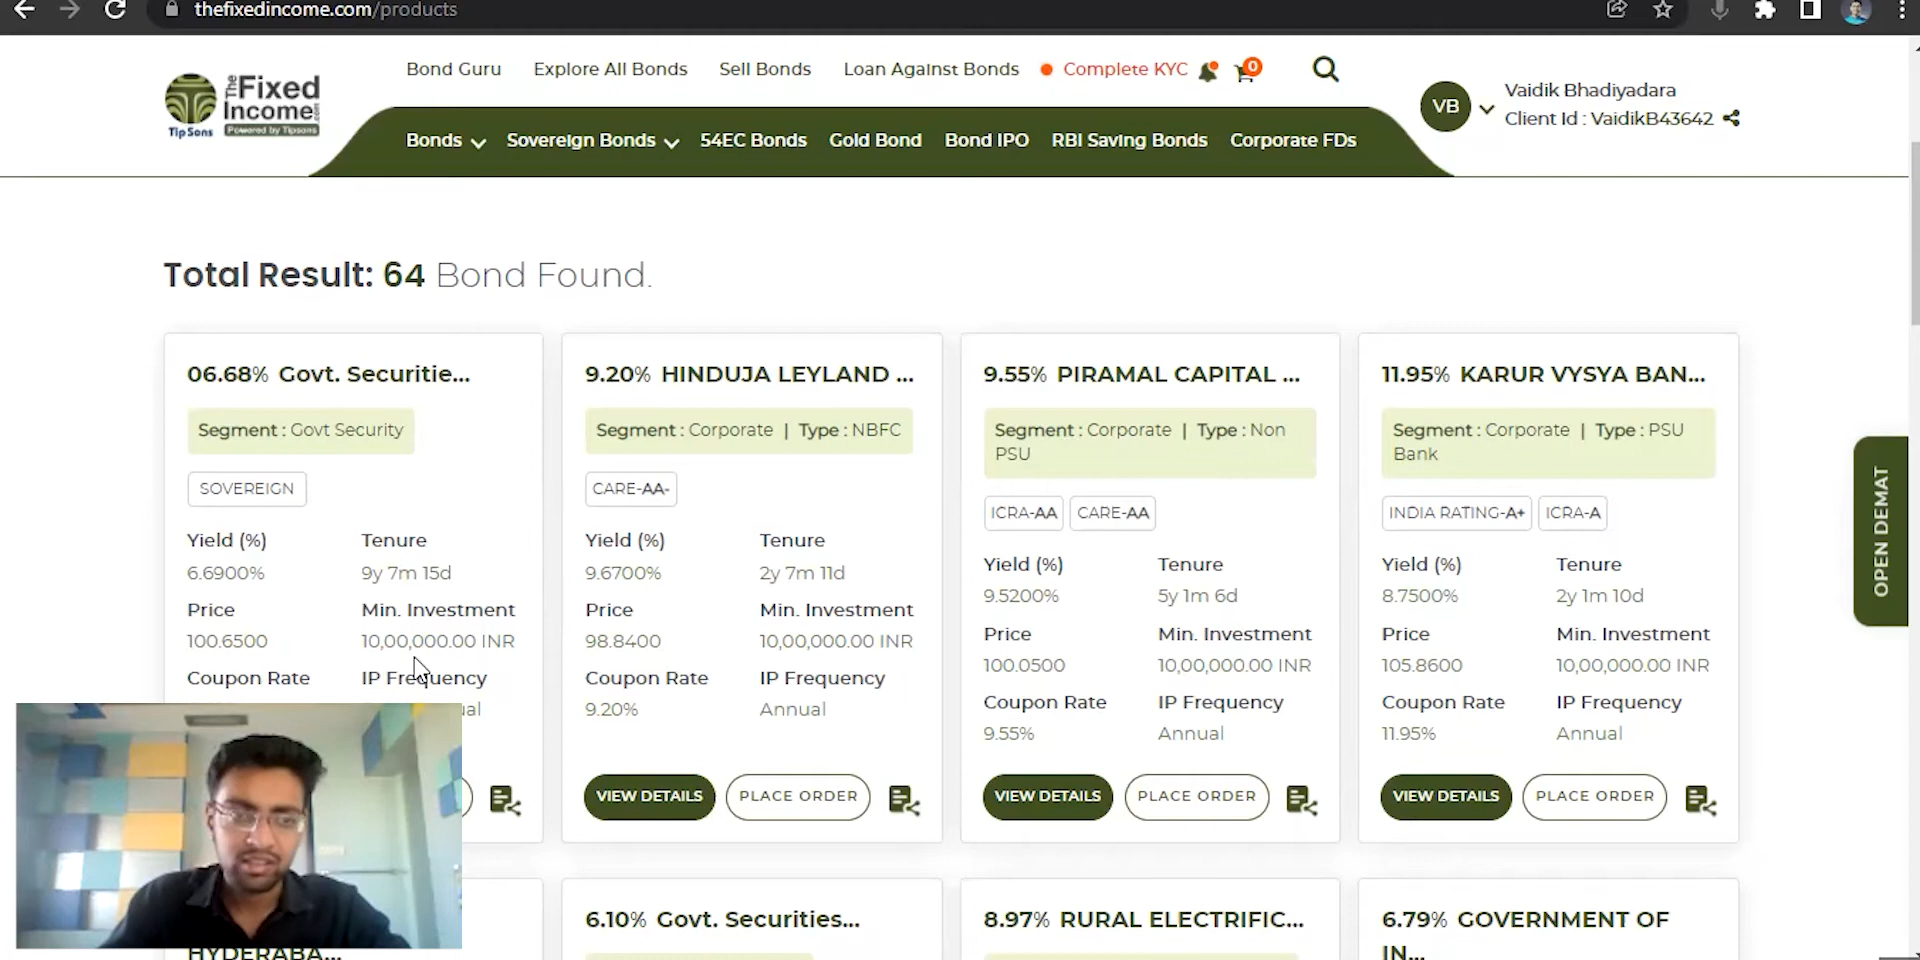 thefixedincome.com/products
Bond Guru Explore All Bonds Sell Bonds Loan Against Bonds Complete KYC 0
The Fixed Income.com
Powered by Tipsons
Tip Sons
VB
Vaidik Bhadiyadara
Client Id : VaidikB43642
Bonds Sovereign Bonds 54EC Bonds Gold Bond Bond IPO RBI Saving Bonds Corporate FDs
Total Result: 64 Bond Found.
06.68% Govt. Securitie...
Segment : Govt Security
SOVEREIGN
Yield (%) Tenure
6.6900% 9y 7m 15d
Price Min. Investment
100.6500 10,00,000.00 INR
Coupon Rate IP Frequency
ual
9.20% HINDUJA LEYLAND ...
Segment : Corporate | Type : NBFC
CARE-AA-
Yield (%) Tenure
9.6700% 2y 7m 11d
Price Min. Investment
98.8400 10,00,000.00 INR
Coupon Rate IP Frequency
9.20% Annual
VIEW DETAILS PLACE ORDER
9.55% PIRAMAL CAPITAL ...
Segment : Corporate | Type : Non
PSU
ICRA-AA CARE-AA
Yield (%) Tenure
9.5200% 5y 1m 6d
Price Min. Investment
100.0500 10,00,000.00 INR
Coupon Rate IP Frequency
9.55% Annual
VIEW DETAILS PLACE ORDER
11.95% KARUR VYSYA BAN...
Segment : Corporate | Type : PSU
Bank
INDIA RATING-A+ ICRA-A
Yield (%) Tenure
8.7500% 2y 1m 10d
Price Min. Investment
105.8600 10,00,000.00 INR
Coupon Rate IP Frequency
11.95% Annual
VIEW DETAILS PLACE ORDER
OPEN DEMAT
HYDERABA...
6.10% Govt. Securities...
8.97% RURAL ELECTRIFIC...
6.79% GOVERNMENT OF
IN...